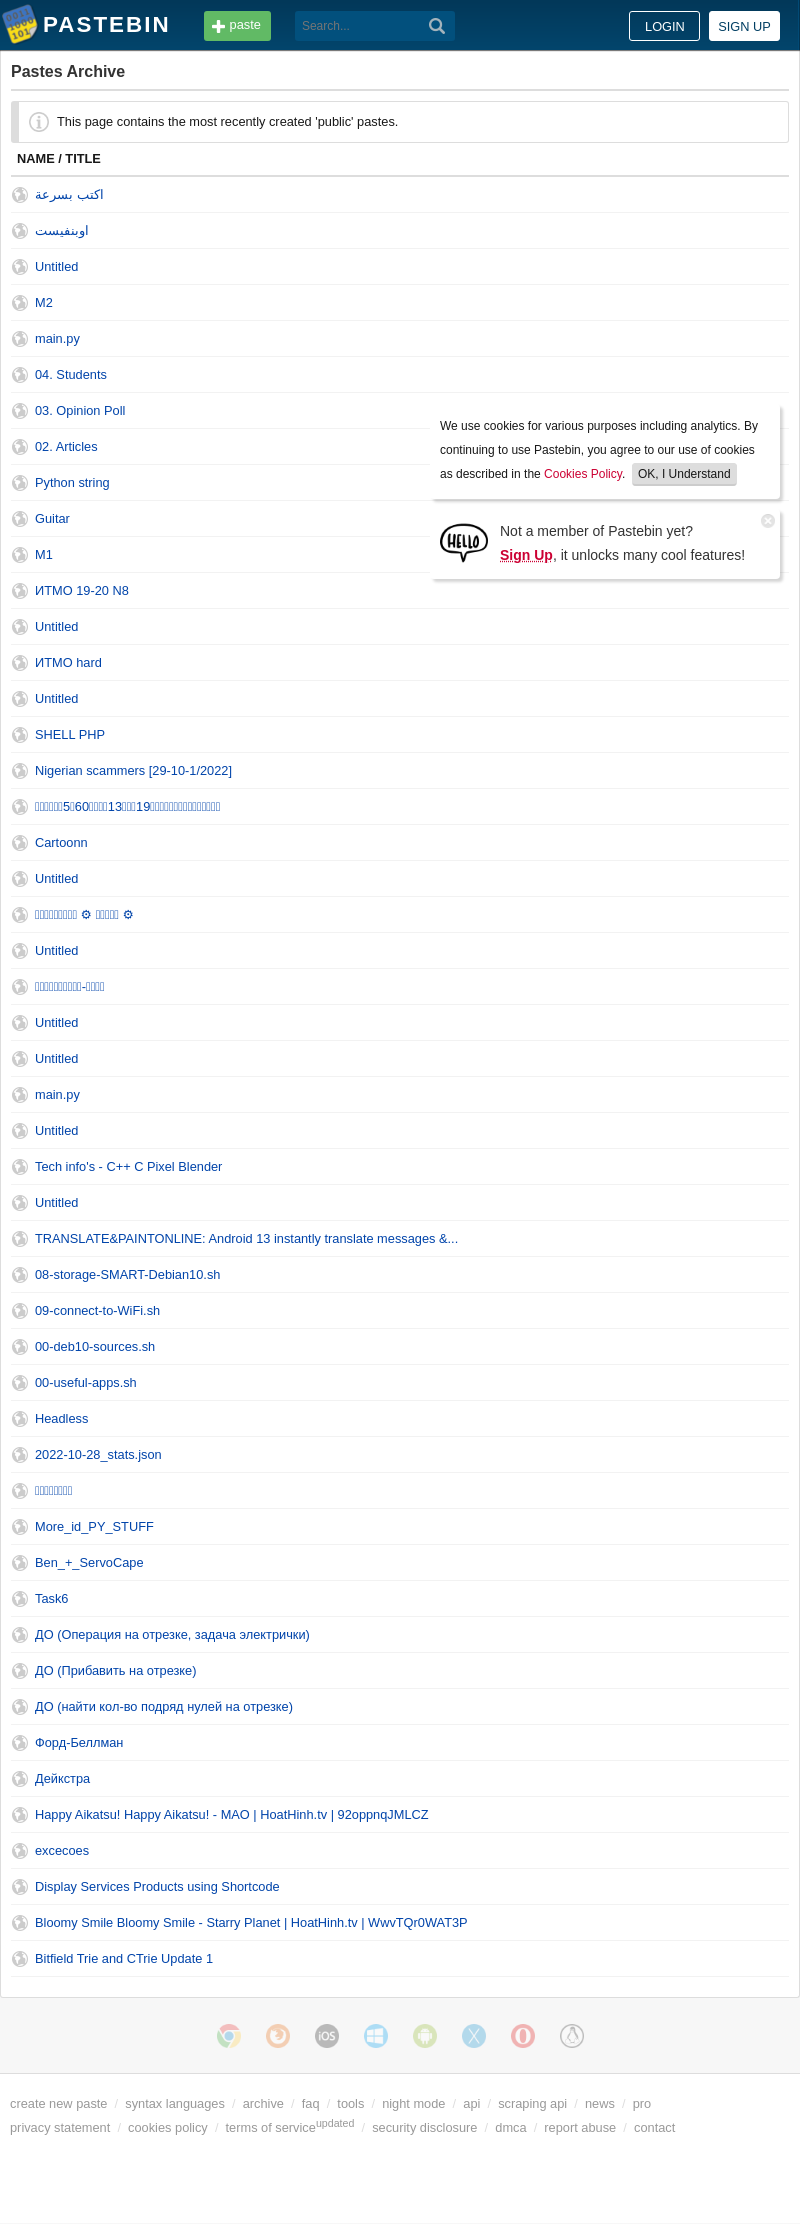 PASTEBIN
paste
Search...
LOGIN
SIGN UP
Pastes Archive
This page contains the most recently created 'public' pastes.
NAME / TITLE
اكتب بسرعة
اوبنفيست
Untitled
M2
main.py
04. Students
03. Opinion Poll
We use cookies for various purposes including analytics. By
continuing to use Pastebin, you agree to our use of cookies
as described in the Cookies Policy. OK, I Understand
02. Articles
Python string
Guitar
HELLO
Not a member of Pastebin yet?
Sign Up, it unlocks many cool features!
M1
ИТМО 19-20 N8
Untitled
ИТМО hard
Untitled
SHELL PHP
Nigerian scammers [29-10-1/2022]
5 60 13 19
Cartoonn
Untitled
⚙ ⚙
Untitled
-
Untitled
Untitled
main.py
Untitled
Tech info's - C++ C Pixel Blender
Untitled
TRANSLATE&PAINTONLINE: Android 13 instantly translate messages &...
08-storage-SMART-Debian10.sh
09-connect-to-WiFi.sh
00-deb10-sources.sh
00-useful-apps.sh
Headless
2022-10-28_stats.json
More_id_PY_STUFF
Ben_+_ServoCape
Task6
ДО (Операция на отрезке, задача электрички)
ДО (Прибавить на отрезке)
ДО (найти кол-во подряд нулей на отрезке)
Форд-Беллман
Дейкстра
Happy Aikatsu! Happy Aikatsu! - MAO | HoatHinh.tv | 92oppnqJMLCZ
excecoes
Display Services Products using Shortcode
Bloomy Smile Bloomy Smile - Starry Planet | HoatHinh.tv | WwvTQr0WAT3P
Bitfield Trie and CTrie Update 1
iOS
create new paste / syntax languages / archive / faq / tools / night mode / api / scraping api / news / pro
privacy statement / cookies policy / terms of service updated / security disclosure / dmca / report abuse / contact